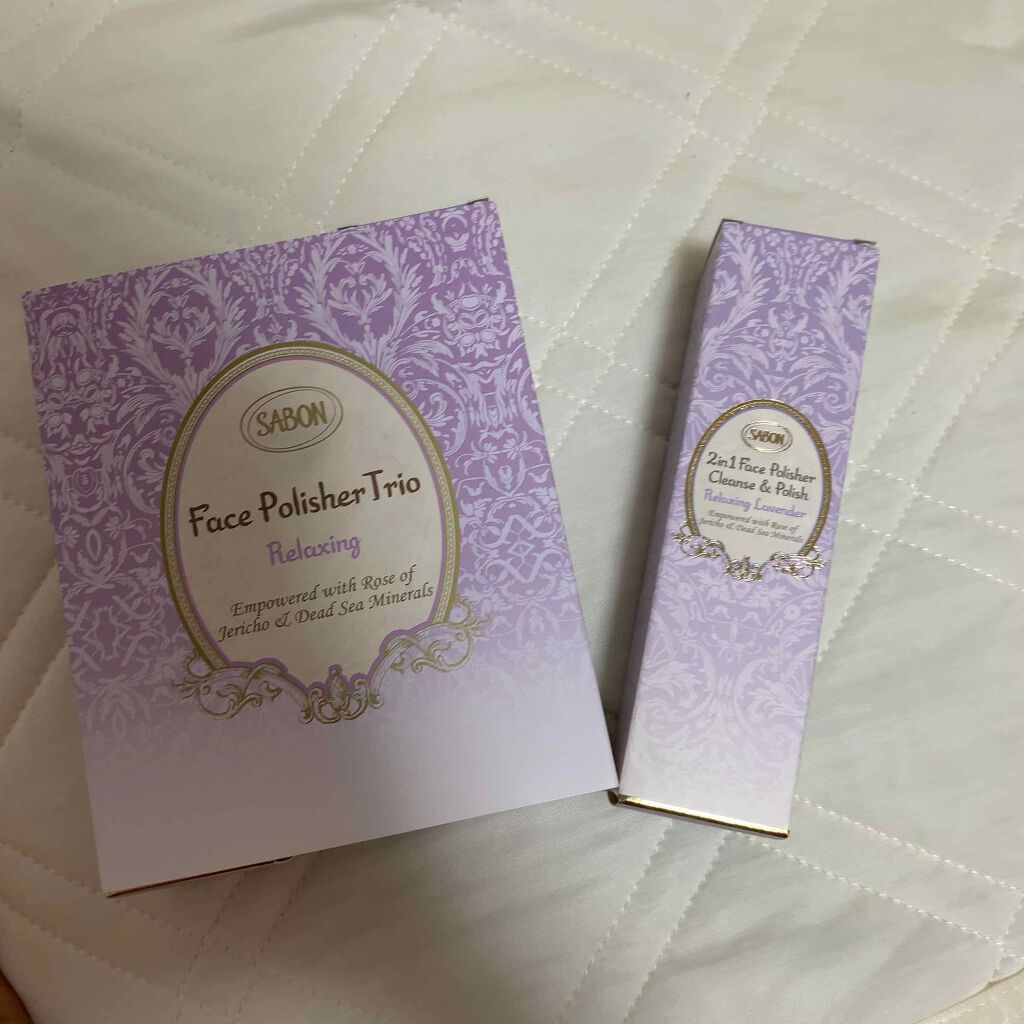 SABON
Face Polisher Trio
Relaxing
Empowered with Rose of
Jericho & Dead Sea Minerals
SABON
2in1 Face Polisher
Cleanse & Polish
Relaxing Lavender
Empowered with Rose of
Jericho & Dead Sea Minerals